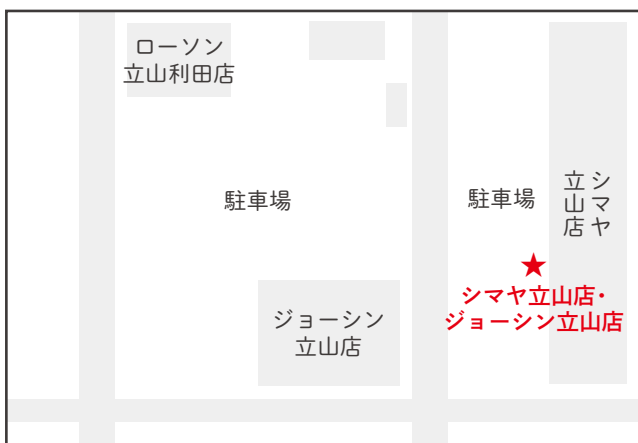 ローソン
立山利田店
駐車場
駐車場
シマヤ
立山店
シマヤ立山店・
ジョーシン立山店
ジョーシン
立山店